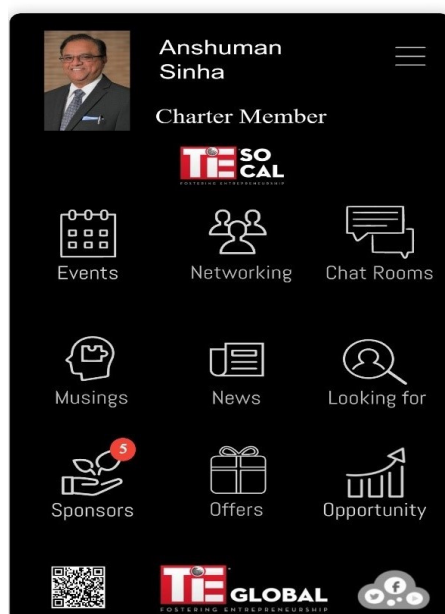 Anshuman
Sinha
Charter Member
TiE SO CAL
FOSTERING ENTREPRENEURSHIP
Events Networking Chat Rooms
Musings News Looking for
5
Sponsors Offers Opportunity
TiE GLOBAL
FOSTERING ENTREPRENEURSHIP